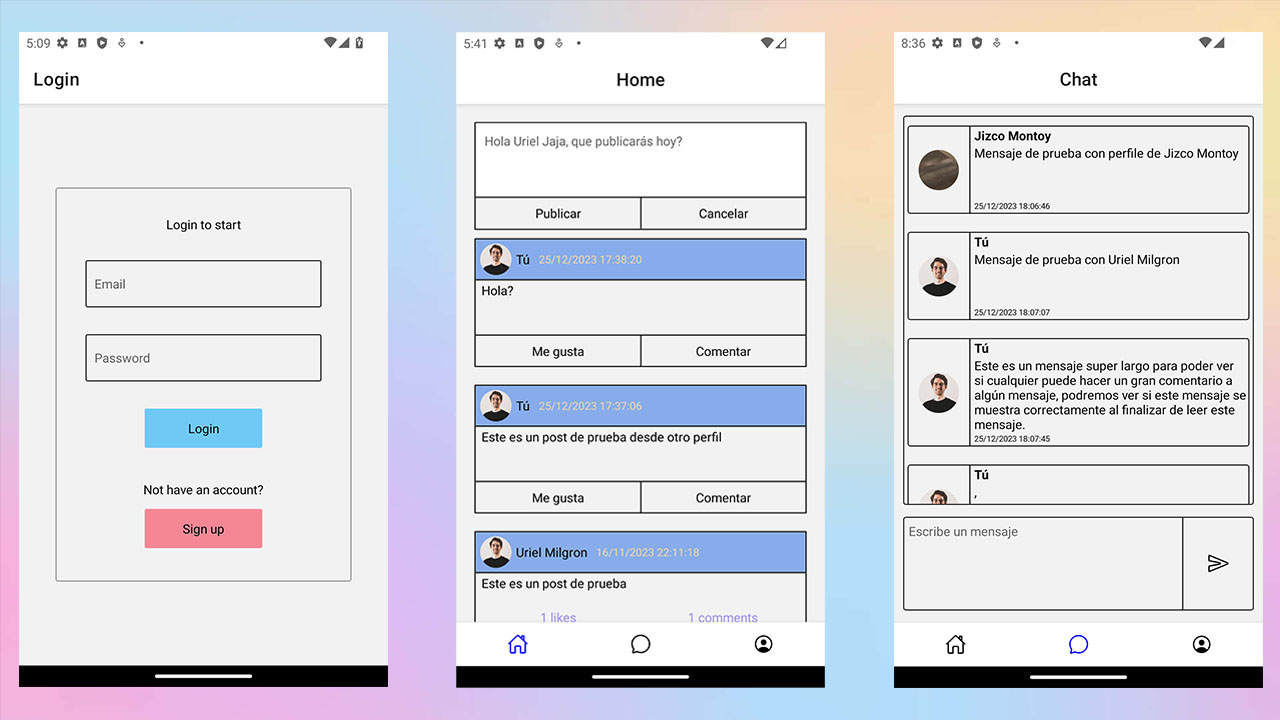 5:09
Login
Login to start
Email
Password
Login
Not have an account?
Sign up
5:41
Home
Hola Uriel Jaja, que publicarás hoy?
Publicar
Cancelar
Tú 25/12/2023 17:38:20
Hola?
Me gusta
Comentar
Tú 25/12/2023 17:37:06
Este es un post de prueba desde otro perfil
Me gusta
Comentar
Uriel Milgron 16/11/2023 22:11:18
Este es un post de prueba
1 likes
1 comments
8:36
Chat
Jizco Montoy
Mensaje de prueba con perfile de Jizco Montoy
25/12/2023 18:06:46
Tú
Mensaje de prueba con Uriel Milgron
25/12/2023 18:07:07
Tú
Este es un mensaje super largo para poder ver
si cualquier puede hacer un gran comentario a
algún mensaje, podremos ver si este mensaje se
muestra correctamente al finalizar de leer este
mensaje.
25/12/2023 18:07:45
Tú
,
Escribe un mensaje